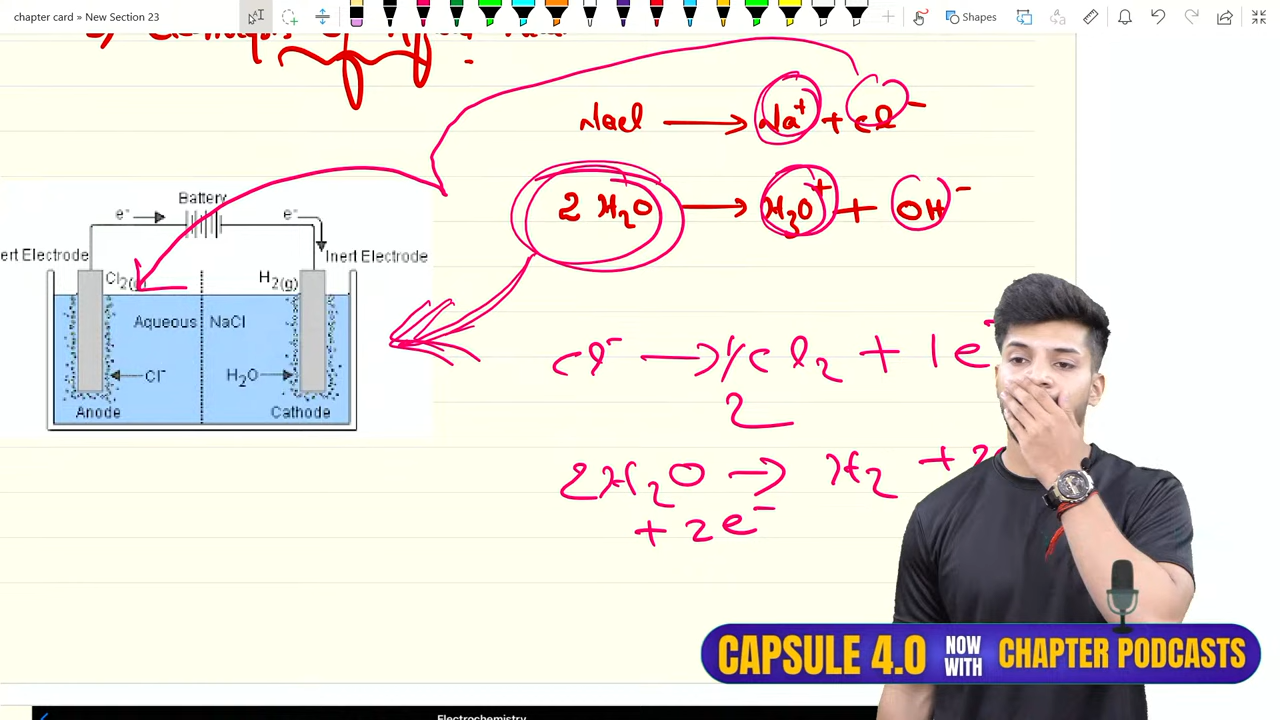 chapter card » New Section 23
NaCl → Na⁺ + Cl⁻
2 H₂O → H₃O⁺ + OH⁻
Battery
e⁻ e⁻
ert Electrode Inert Electrode
Cl₂(g) H₂(g)
Aqueous NaCl
Cl⁻ H₂O
Anode Cathode
Cl⁻ → 1/2 Cl₂ + 1e⁻
2H₂O → H₂ + 2
+ 2e⁻
Shapes
CAPSULE 4.0 NOW WITH CHAPTER PODCASTS
Electrochemistry